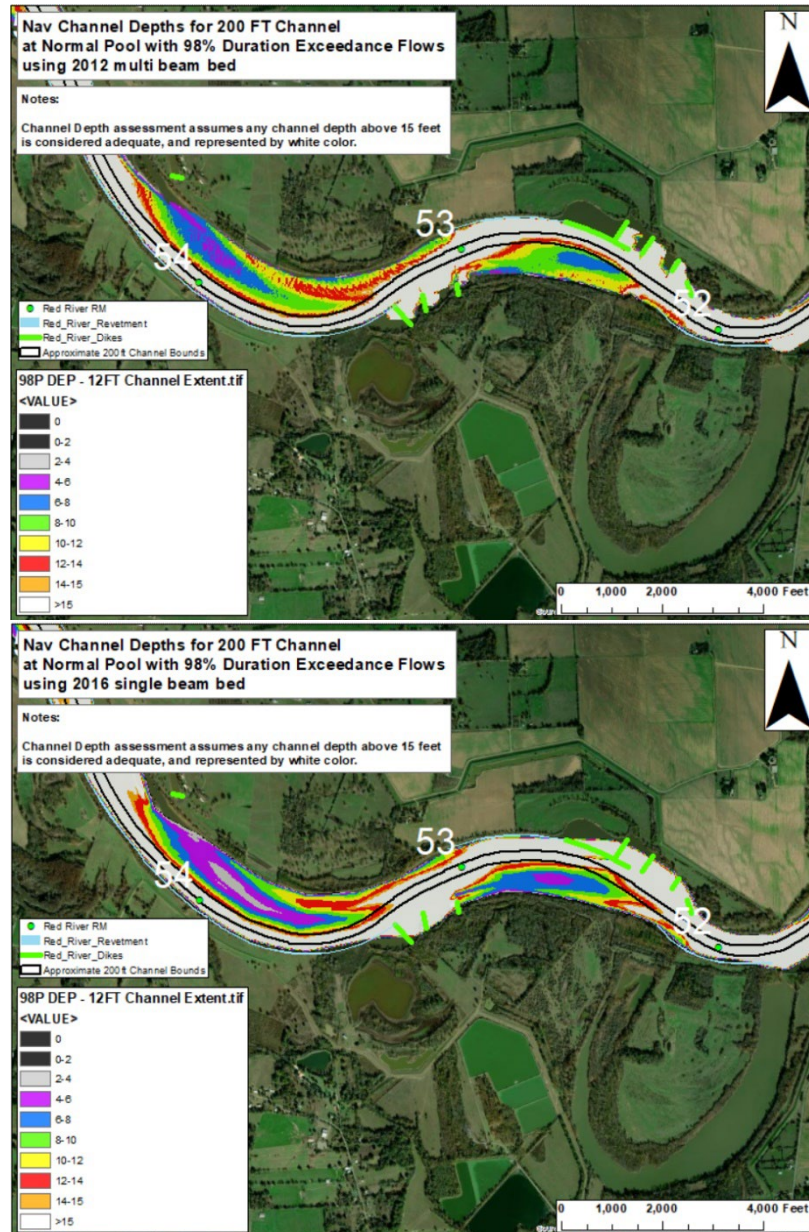 Nav Channel Depths for 200 FT Channel
at Normal Pool with 98% Duration Exceedance Flows
using 2012 multi beam bed
N
Notes:
Channel Depth assessment assumes any channel depth above 15 feet
is considered adequate, and represented by white color.
53
54
52
Red River RM
Red_River_Revetment
Red_River_Dikes
Approximate 200ft Channel Bounds
98P DEP - 12FT Channel Extent.tif
<VALUE>
0
0-2
2-4
4-6
6-8
8-10
10-12
12-14
14-15
>15
0 1,000 2,000 4,000 Feet
Nav Channel Depths for 200 FT Channel
at Normal Pool with 98% Duration Exceedance Flows
using 2016 single beam bed
N
Notes:
Channel Depth assessment assumes any channel depth above 15 feet
is considered adequate, and represented by white color.
53
54
52
Red River RM
Red_River_Revetment
Red_River_Dikes
Approximate 200ft Channel Bounds
98P DEP - 12FT Channel Extent.tif
<VALUE>
0
0-2
2-4
4-6
6-8
8-10
10-12
12-14
14-15
>15
0 1,000 2,000 4,000 Feet